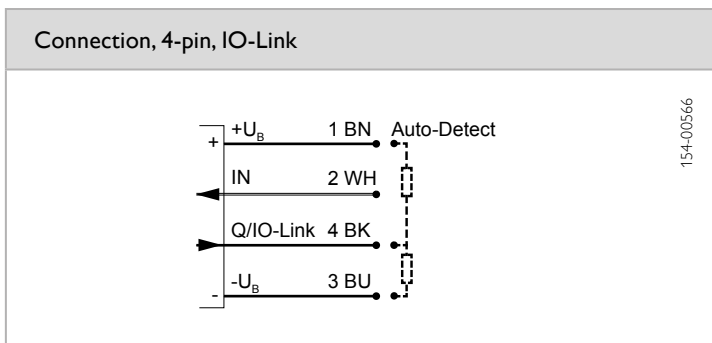 Connection, 4-pin, IO-Link
+U_B 1 BN Auto-Detect
+
IN 2 WH
Q/IO-Link 4 BK
-U_B 3 BU
-
154-00566